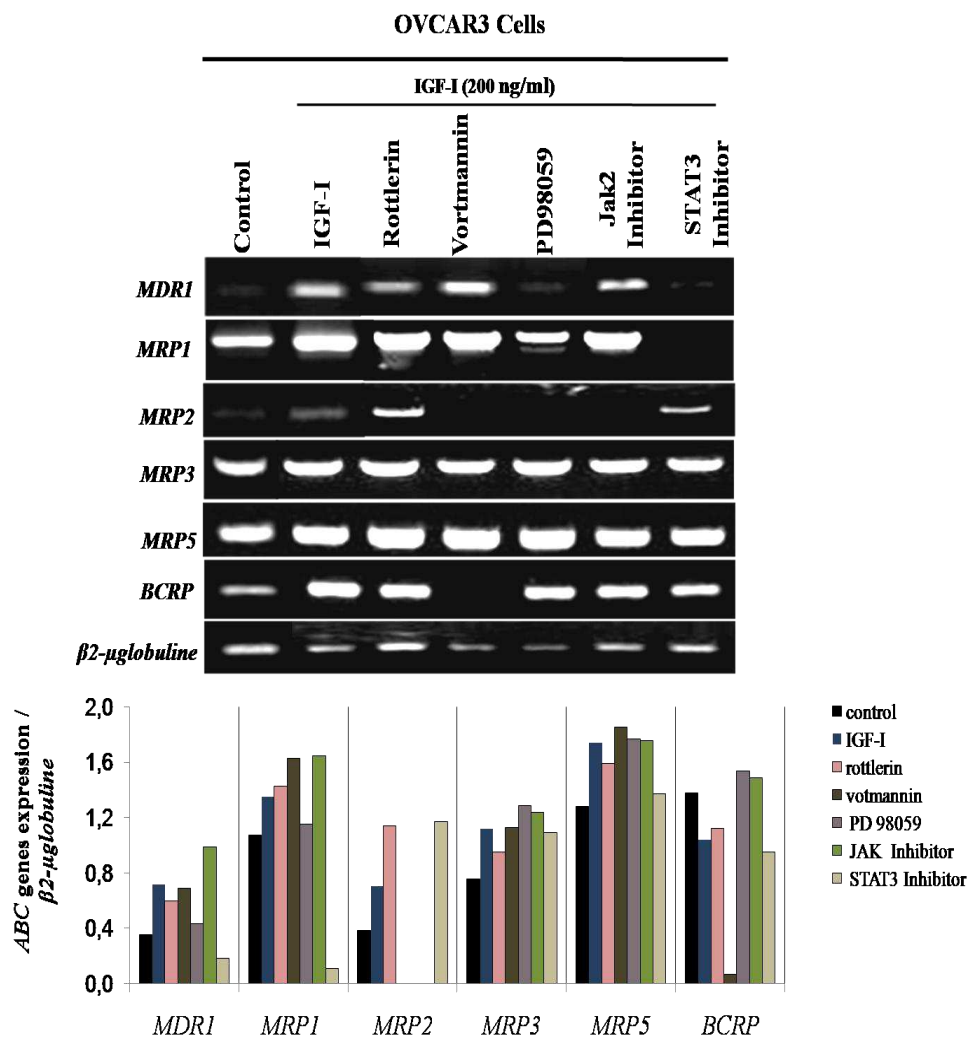 OVCAR3 Cells
IGF-I (200 ng/ml)
Control
IGF-I
Rottlerin
Vortmannin
PD98059
Jak2
Inhibitor
STAT3
Inhibitor
MDR1
MRP1
MRP2
MRP3
MRP5
BCRP
β2-μglobuline
ABC genes expression /
β2-μglobuline
2,0
1,6
1,2
0,8
0,4
0,0
MDR1 MRP1 MRP2 MRP3 MRP5 BCRP
control
IGF-I
rottlerin
votmannin
PD 98059
JAK Inhibitor
STAT3 Inhibitor